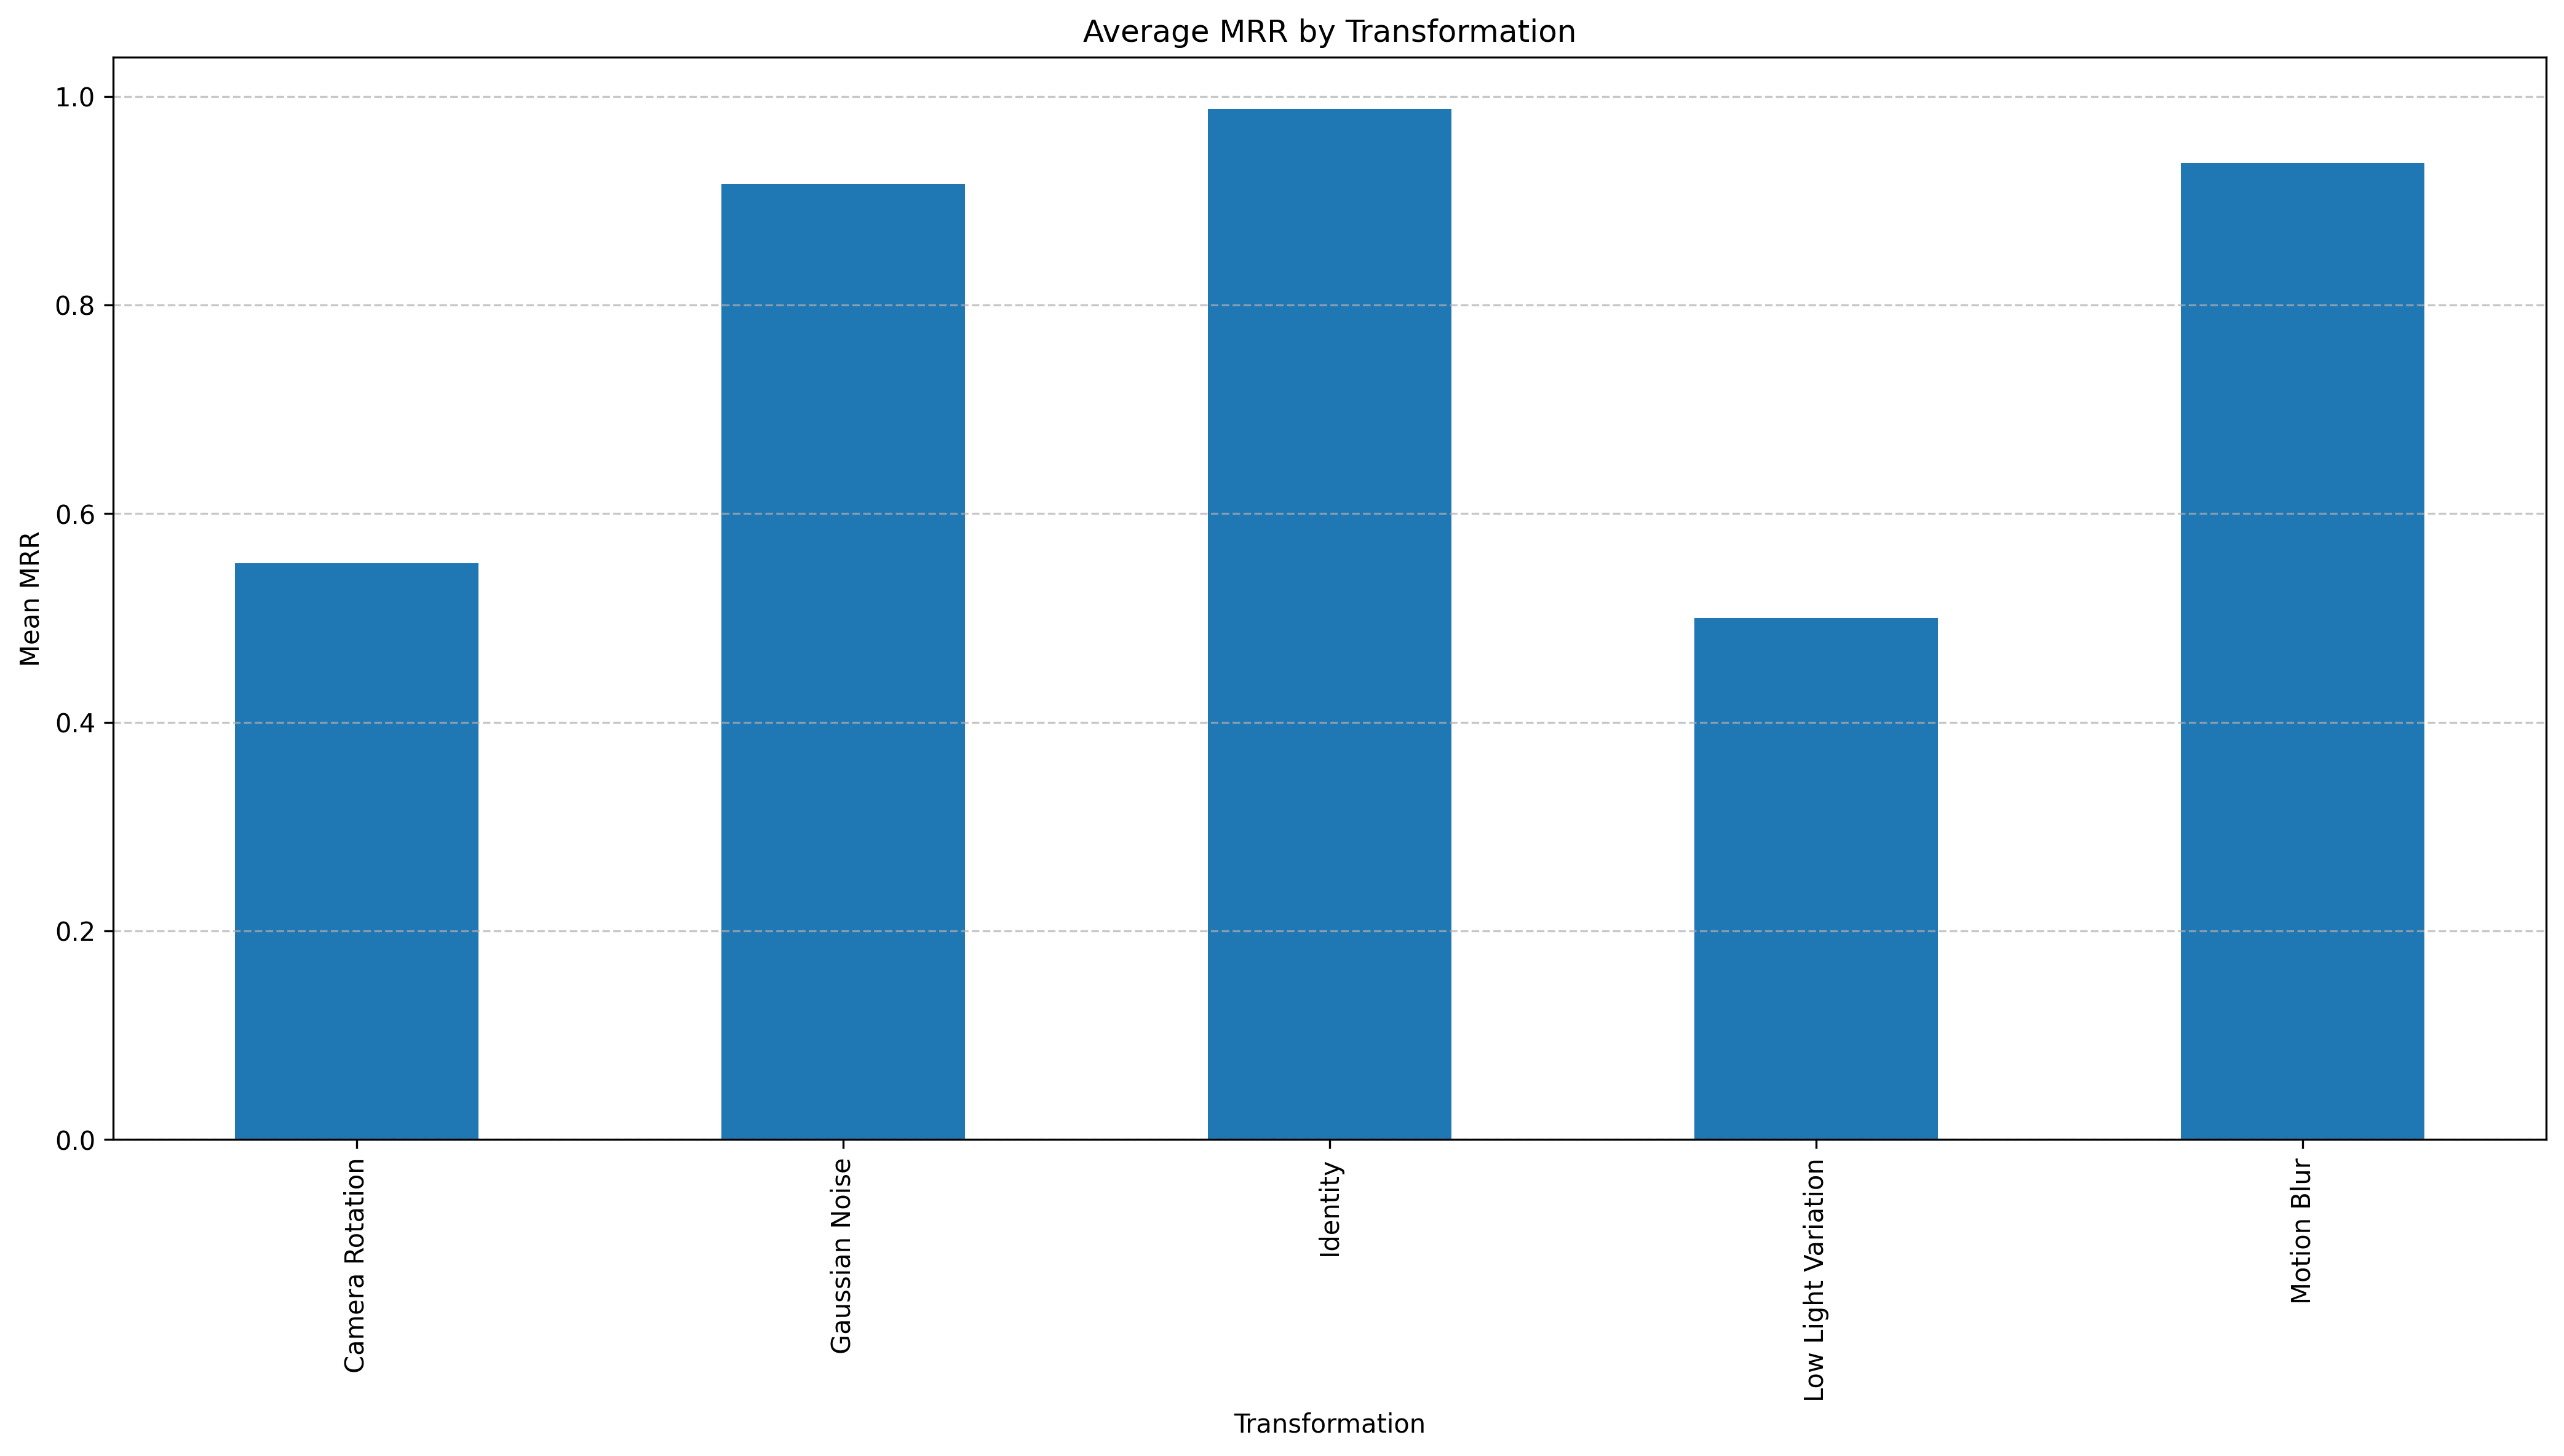 Average MRR by Transformation
1.0
0.8
0.6
0.4
0.2
0.0
Mean MRR
Camera Rotation
Gaussian Noise
Identity
Low Light Variation
Motion Blur
Transformation